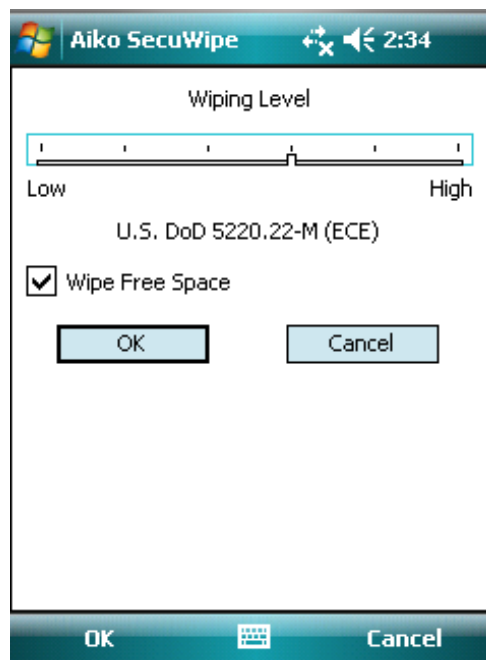 Aiko SecuWipe 2:34
Wiping Level
Low High
U.S. DoD 5220.22-M (ECE)
Wipe Free Space
OK Cancel
OK Cancel